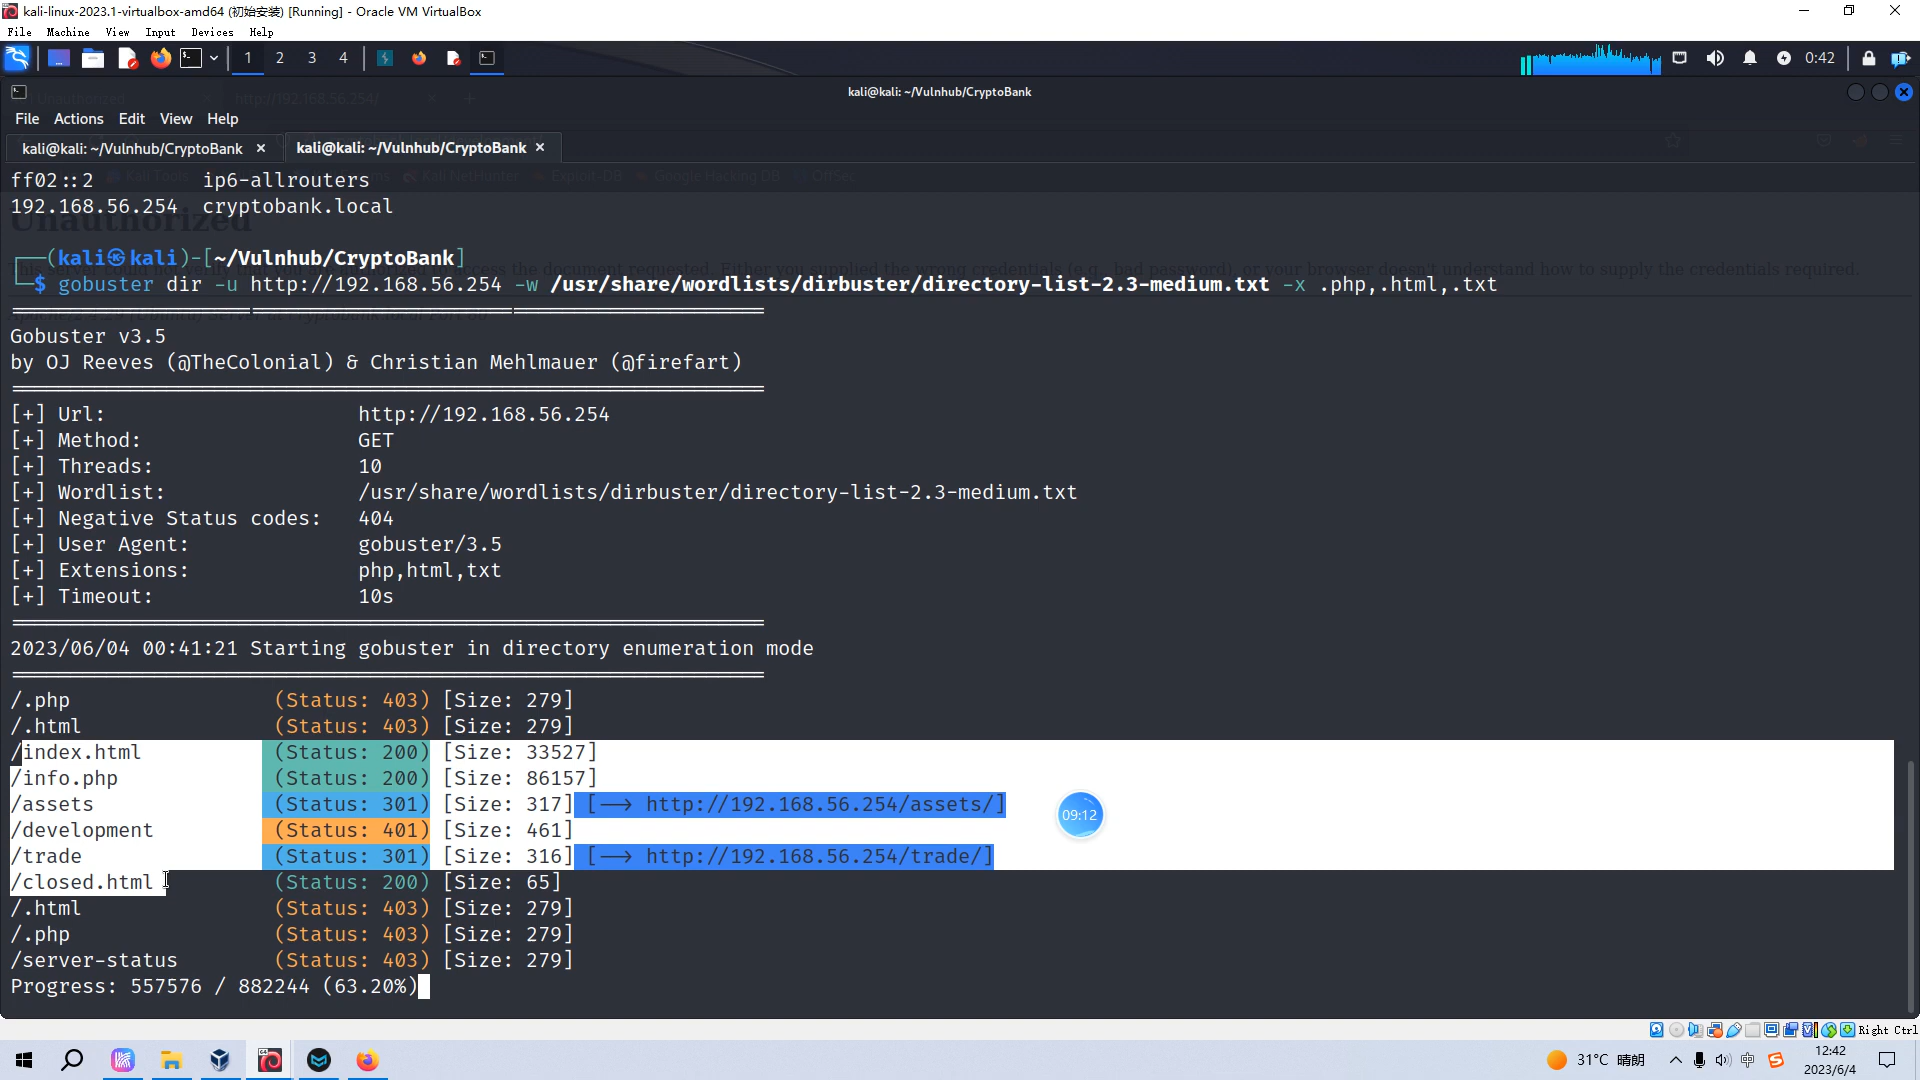 kali-linux-2023.1-virtualbox-amd64 (初始安装) [Running] - Oracle VM VirtualBox
File Machine View Input Devices Help
1 2 3 4
0:42
kali@kali: ~/Vulnhub/CryptoBank
File Actions Edit View Help
kali@kali: ~/Vulnhub/CryptoBank × kali@kali: ~/Vulnhub/CryptoBank ×
ff02::2 ip6-allrouters
192.168.56.254 cryptobank.local
Unauthorized
┌──(kali㉿kali)-[~/Vulnhub/CryptoBank]
└─$ gobuster dir -u http://192.168.56.254 -w /usr/share/wordlists/dirbuster/directory-list-2.3-medium.txt -x .php,.html,.txt
Gobuster v3.5
by OJ Reeves (@TheColonial) & Christian Mehlmauer (@firefart)
[+] Url: http://192.168.56.254
[+] Method: GET
[+] Threads: 10
[+] Wordlist: /usr/share/wordlists/dirbuster/directory-list-2.3-medium.txt
[+] Negative Status codes: 404
[+] User Agent: gobuster/3.5
[+] Extensions: php,html,txt
[+] Timeout: 10s
2023/06/04 00:41:21 Starting gobuster in directory enumeration mode
/.php (Status: 403) [Size: 279]
/.html (Status: 403) [Size: 279]
/index.html (Status: 200) [Size: 33527]
/info.php (Status: 200) [Size: 86157]
/assets (Status: 301) [Size: 317] [--> http://192.168.56.254/assets/]
/development (Status: 401) [Size: 461]
/trade (Status: 301) [Size: 316] [--> http://192.168.56.254/trade/]
/closed.html (Status: 200) [Size: 65]
/.html (Status: 403) [Size: 279]
/.php (Status: 403) [Size: 279]
/server-status (Status: 403) [Size: 279]
Progress: 557576 / 882244 (63.20%)
09:12
Right Ctrl
31°C 晴朗
中
12:42
2023/6/4